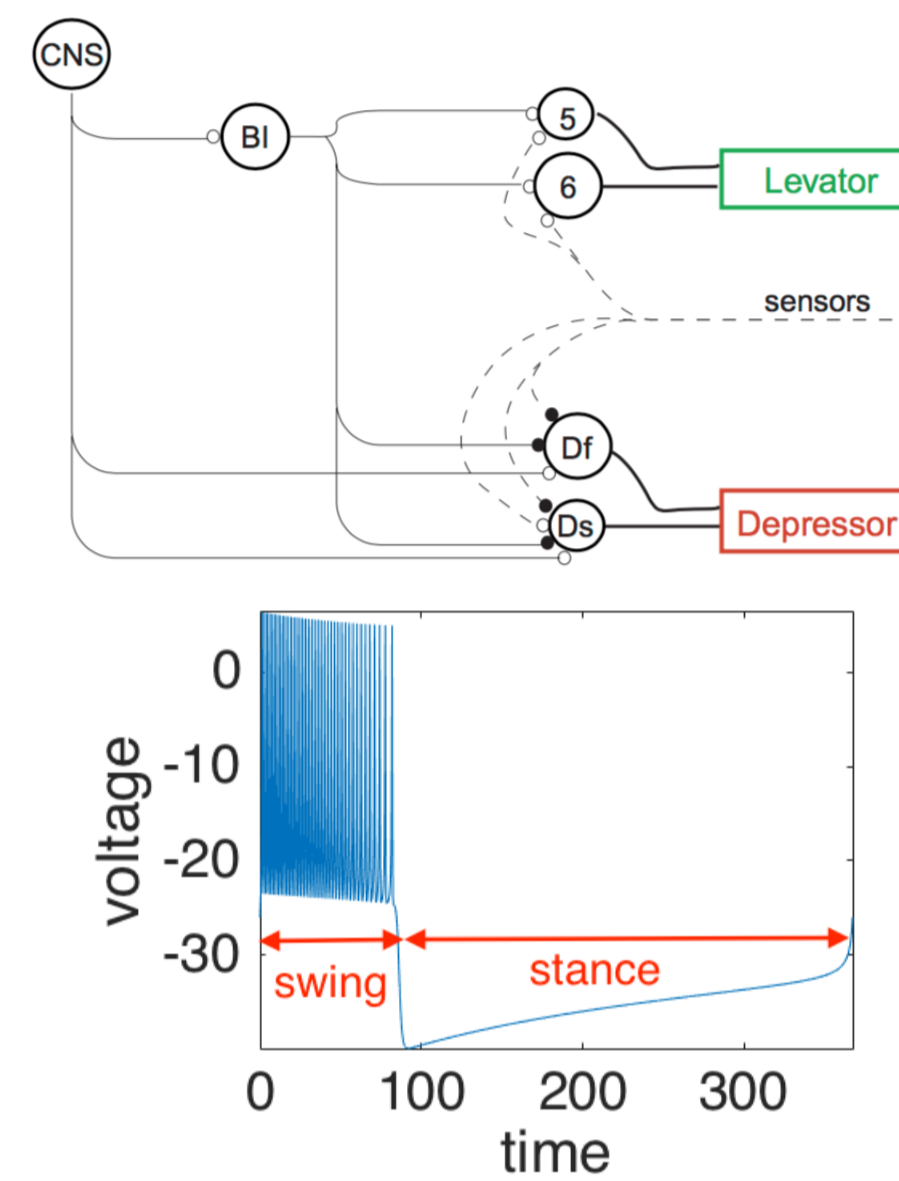 CNS
BI
5
6
Levator
sensors
Df
Ds
Depressor
0
-10
-20
-30
voltage
swing
stance
0 100 200 300
time